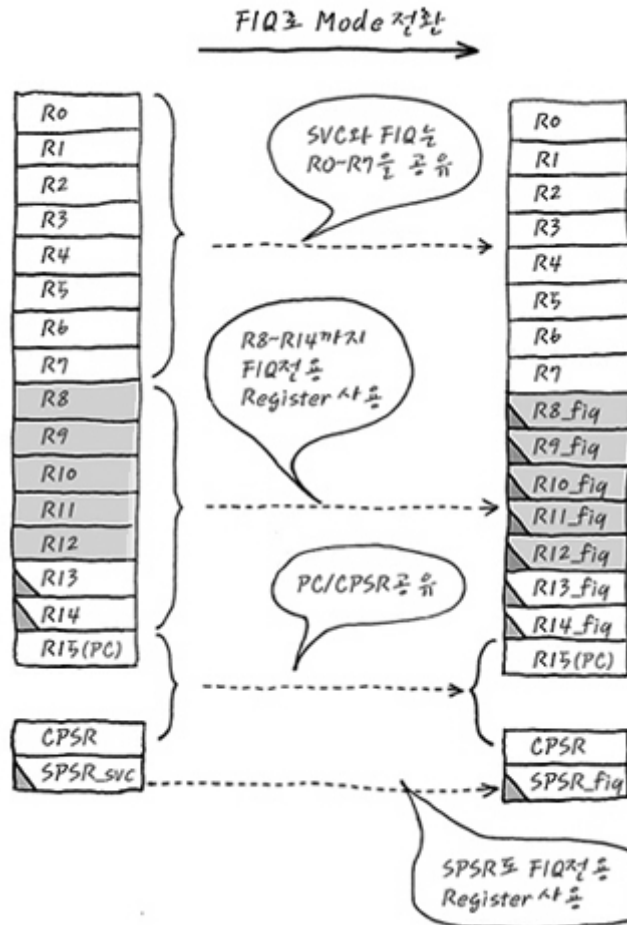 FIQ로 Mode 전환
R0
R1
R2
R3
R4
R5
R6
R7
R8
R9
R10
R11
R12
R13
R14
R15(PC)
CPSR
SPSR_svc
SVC와 FIQ는
R0~R7을 공유
R8~R14까지
FIQ전용
Register 사용
PC/CPSR공유
SPSR도 FIQ전용
Register 사용
R0
R1
R2
R3
R4
R5
R6
R7
R8_fiq
R9_fiq
R10_fiq
R11_fiq
R12_fiq
R13_fiq
R14_fiq
R15(PC)
CPSR
SPSR_fiq